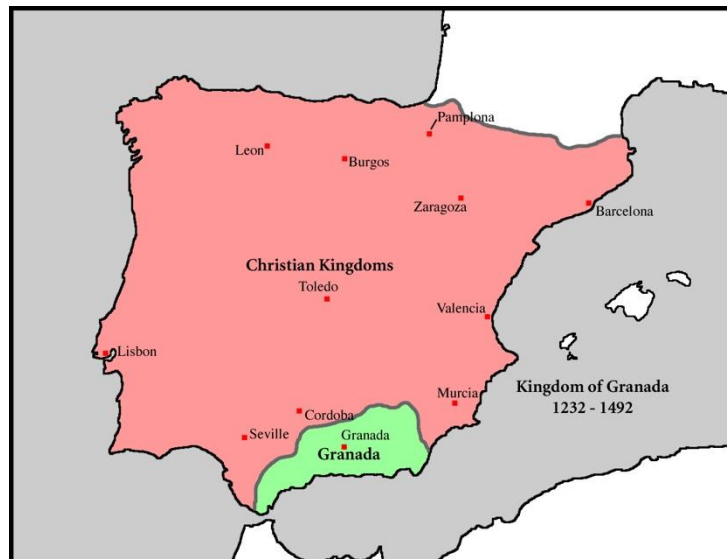 Pamplona
Leon
Burgos
Zaragoza
Barcelona
Christian Kingdoms
Toledo
Valencia
Lisbon
Kingdom of Granada
1232 - 1492
Murcia
Cordoba
Seville
Granada
Granada